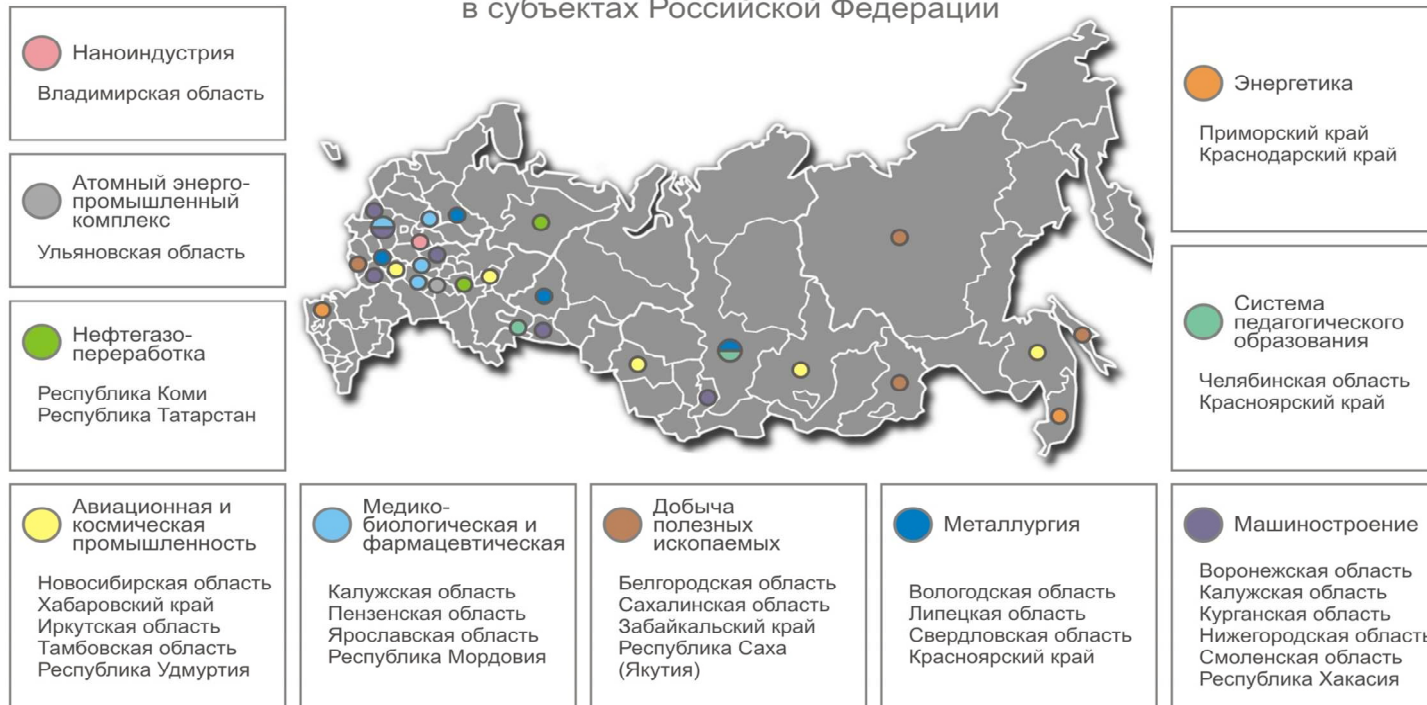 в субъектах Российской Федерации
Наноиндустрия
Владимирская область
Атомный энерго-
промышленный
комплекс
Ульяновская область
Нефтегазо-
переработка
Республика Коми
Республика Татарстан
Энергетика
Приморский край
Краснодарский край
Система
педагогического
образования
Челябинская область
Красноярский край
Авиационная и
космическая
промышленность
Новосибирская область
Хабаровский край
Иркутская область
Тамбовская область
Республика Удмуртия
Медико-
биологическая и
фармацевтическая
Калужская область
Пензенская область
Ярославская область
Республика Мордовия
Добыча
полезных
ископаемых
Белгородская область
Сахалинская область
Забайкальский край
Республика Саха
(Якутия)
Металлургия
Вологодская область
Липецкая область
Свердловская область
Красноярский край
Машиностроение
Воронежская область
Калужская область
Курганская область
Нижегородская область
Смоленская область
Республика Хакасия